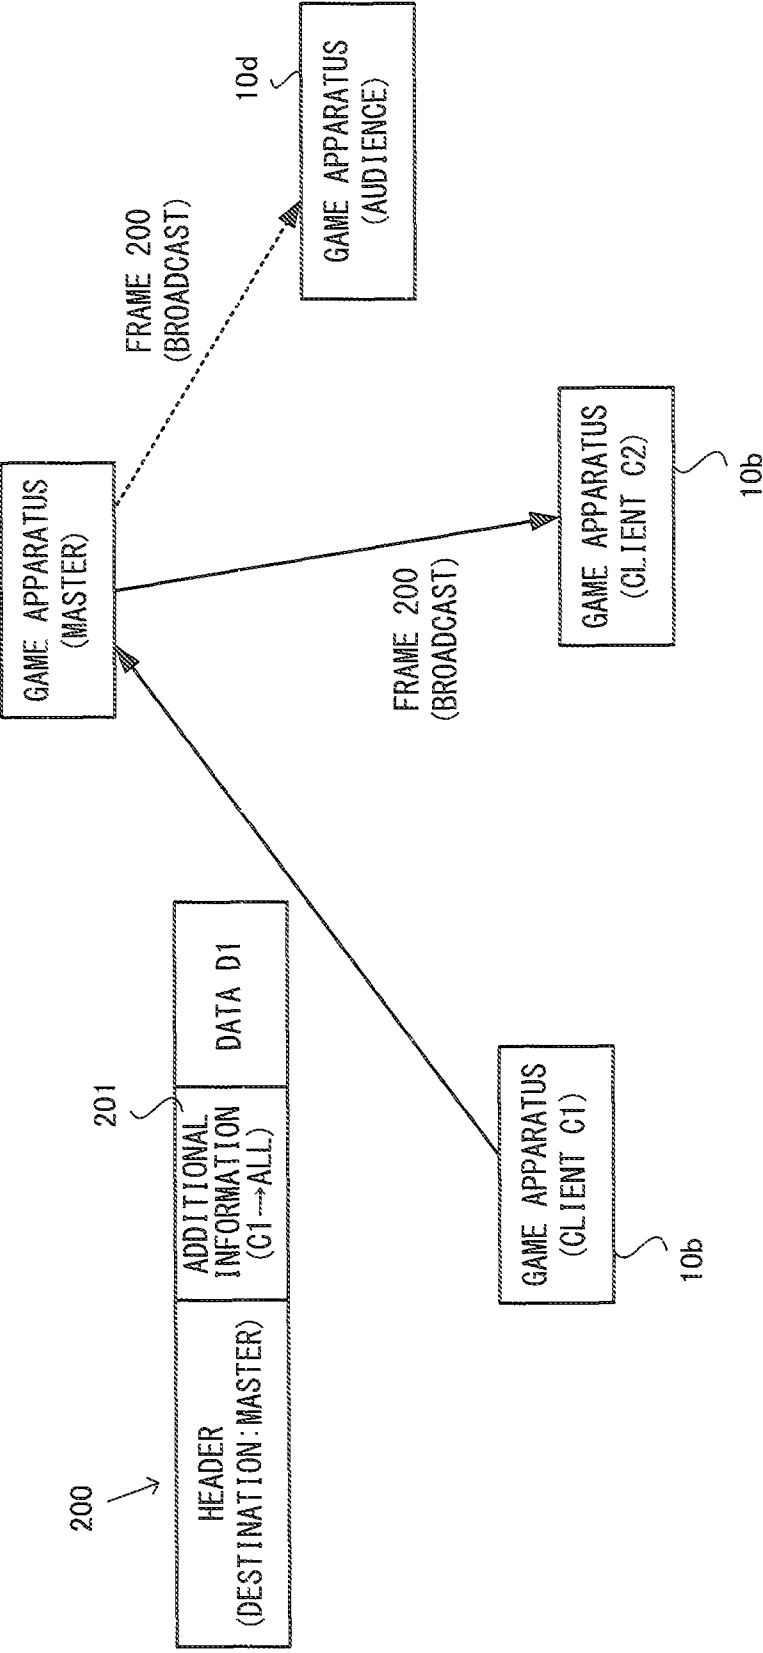 GAME APPARATUS
(MASTER)
200
201
HEADER
(DESTINATION:MASTER)
ADDITIONAL
INFORMATION
(C1→ALL)
DATA D1
FRAME 200
(BROADCAST)
10d
GAME APPARATUS
(AUDIENCE)
FRAME 200
(BROADCAST)
GAME APPARATUS
(CLIENT C1)
10b
GAME APPARATUS
(CLIENT C2)
10b